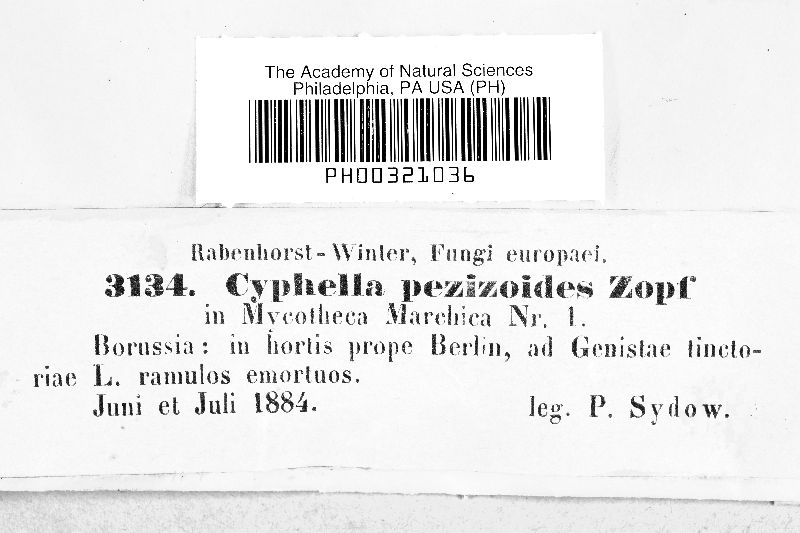 The Academy of Natural Sciences
Philadelphia, PA USA (PH)
PH00321036
Rabenhorst-Winter, Fungi europaei.
3134. Cyphella pezizoides Zopf
in Mycotheca Marchica Nr. 1.
Borussia: in hortis prope Berlin, ad Genistae tincto-
riae L. ramulos emortuos.
Juni et Juli 1884. leg. P. Sydow.